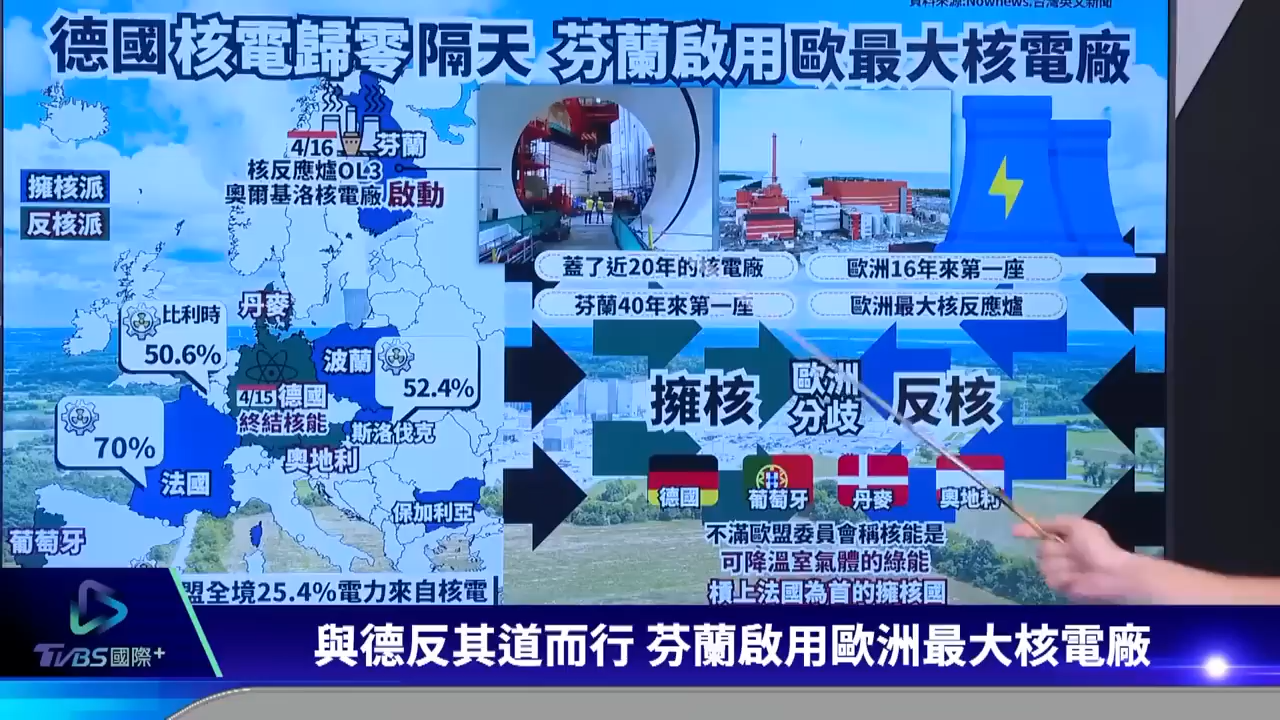 資料來源:Nownews,台灣英文新聞
德國核電歸零隔天 芬蘭啟用歐最大核電廠
4/16 芬蘭
核反應爐OL3
奧爾基洛核電廠 啟動
擁核派
反核派
蓋了近20年的核電廠
歐洲16年來第一座
芬蘭40年來第一座
歐洲最大核反應爐
丹麥
比利時
50.6%
波蘭
52.4%
4/15 德國
終結核能
斯洛伐克
70%
奧地利
法國
保加利亞
葡萄牙
擁核 歐洲分歧 反核
德國 葡萄牙 丹麥 奧地利
不滿歐盟委員會稱核能是
可降溫室氣體的綠能
槓上法國為首的擁核國
盟全境25.4%電力來自核電
TVBS國際+
與德反其道而行 芬蘭啟用歐洲最大核電廠